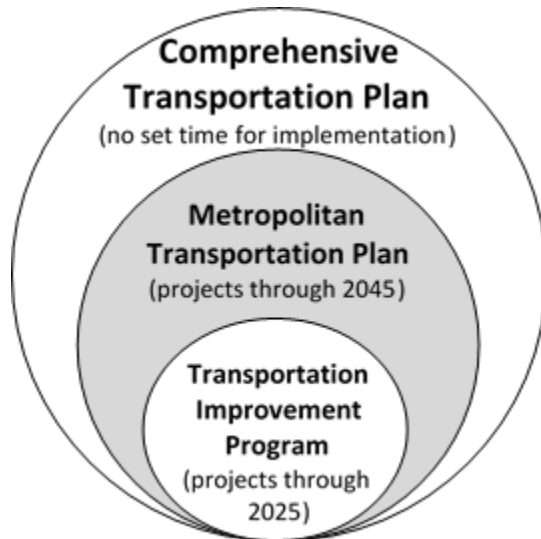 Comprehensive
Transportation Plan
(no set time for implementation)
Metropolitan
Transportation Plan
(projects through 2045)
Transportation
Improvement
Program
(projects through
2025)